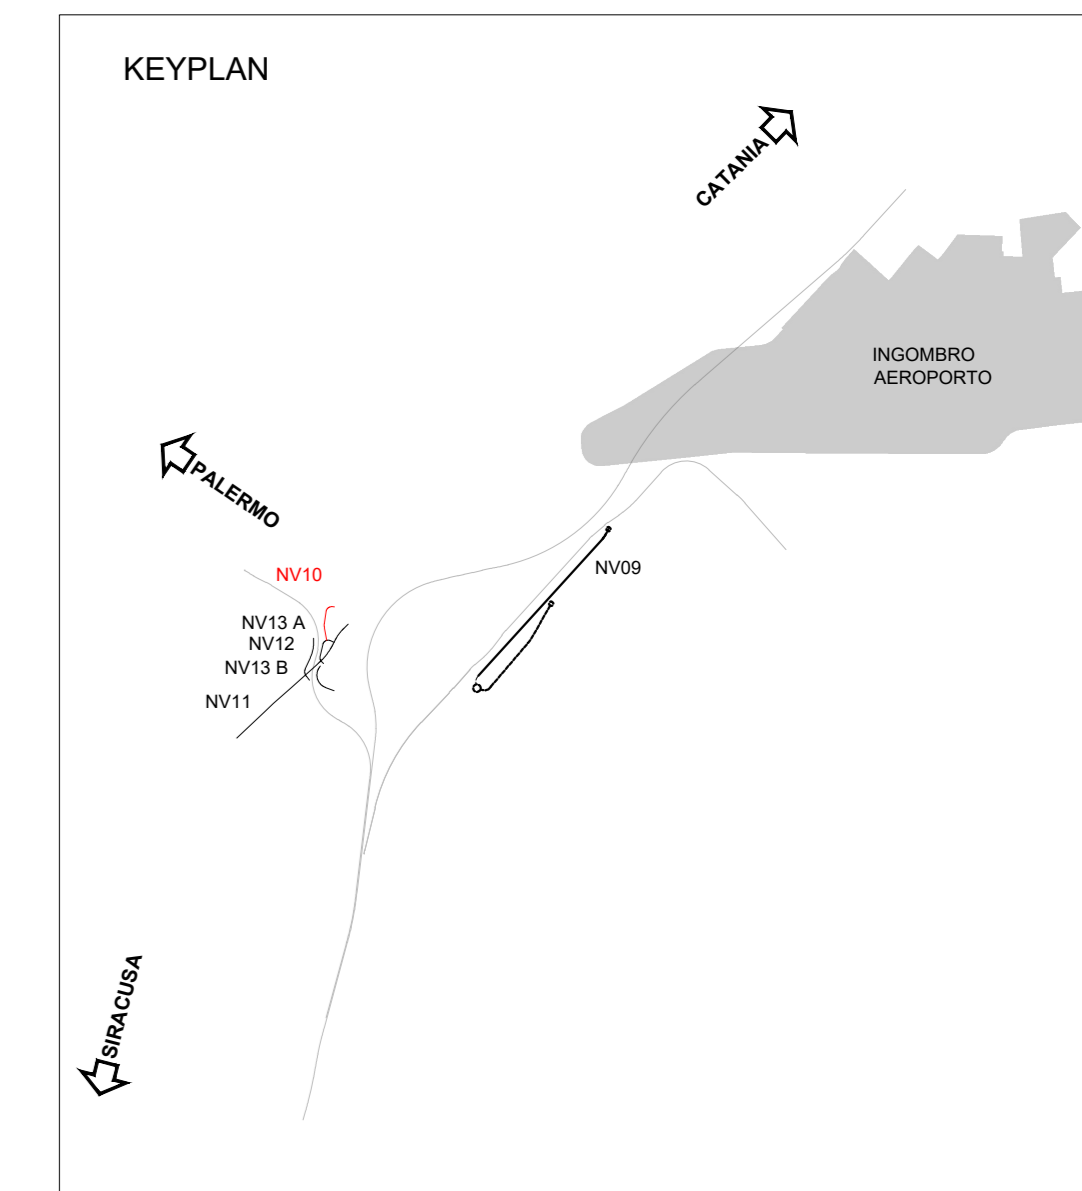 KEYPLAN
CATANIA
INGOMBRO
AEROPORTO
PALERMO
NV09
NV10
NV13 A
NV12
NV13 B
NV11
SIRACUSA